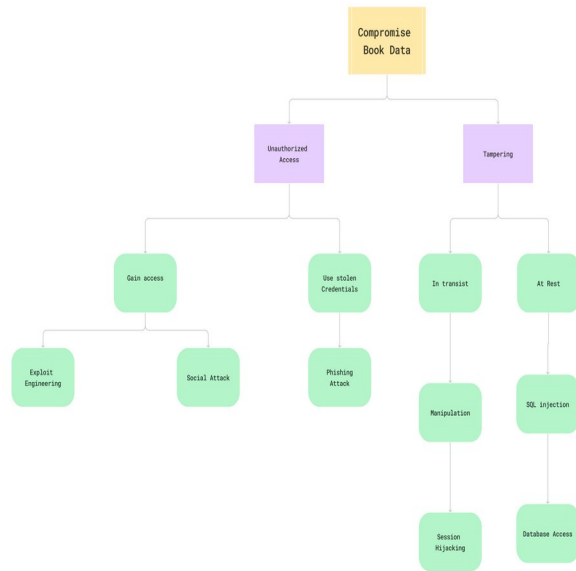 Compromise
Book Data
Unauthorized
Access
Tampering
Gain access
Use stolen
Credentials
In transist
At Rest
Exploit
Engineering
Social Attack
Phishing
Attack
Manipulation
SQL injection
Session
Hijacking
Database Access